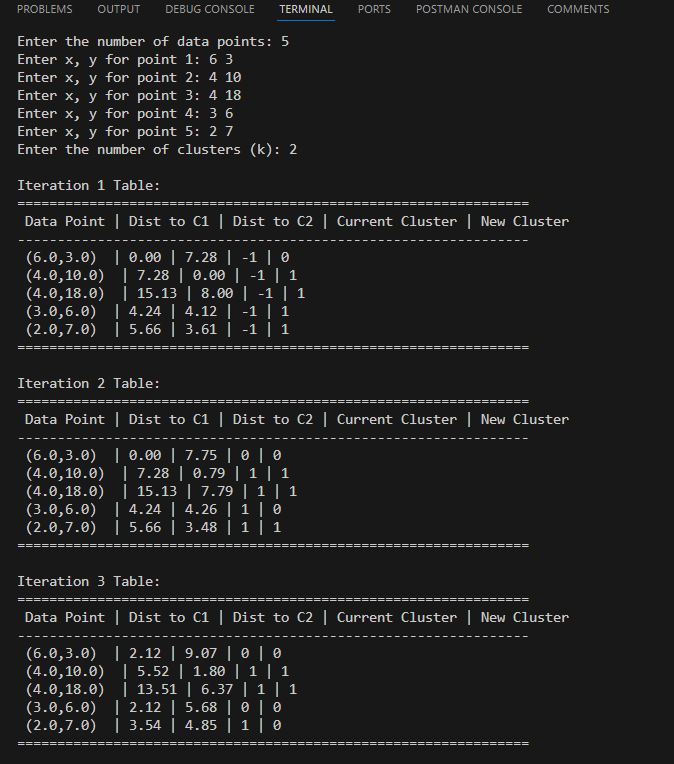 PROBLEMS OUTPUT DEBUG CONSOLE TERMINAL PORTS POSTMAN CONSOLE COMMENTS
Enter the number of data points: 5
Enter x, y for point 1: 6 3
Enter x, y for point 2: 4 10
Enter x, y for point 3: 4 18
Enter x, y for point 4: 3 6
Enter x, y for point 5: 2 7
Enter the number of clusters (k): 2
Iteration 1 Table:
================================================================
Data Point | Dist to C1 | Dist to C2 | Current Cluster | New Cluster
----------------------------------------------------------------
(6.0,3.0) | 0.00 | 7.28 | -1 | 0
(4.0,10.0) | 7.28 | 0.00 | -1 | 1
(4.0,18.0) | 15.13 | 8.00 | -1 | 1
(3.0,6.0) | 4.24 | 4.12 | -1 | 1
(2.0,7.0) | 5.66 | 3.61 | -1 | 1
================================================================
Iteration 2 Table:
================================================================
Data Point | Dist to C1 | Dist to C2 | Current Cluster | New Cluster
----------------------------------------------------------------
(6.0,3.0) | 0.00 | 7.75 | 0 | 0
(4.0,10.0) | 7.28 | 0.79 | 1 | 1
(4.0,18.0) | 15.13 | 7.79 | 1 | 1
(3.0,6.0) | 4.24 | 4.26 | 1 | 0
(2.0,7.0) | 5.66 | 3.48 | 1 | 1
================================================================
Iteration 3 Table:
================================================================
Data Point | Dist to C1 | Dist to C2 | Current Cluster | New Cluster
----------------------------------------------------------------
(6.0,3.0) | 2.12 | 9.07 | 0 | 0
(4.0,10.0) | 5.52 | 1.80 | 1 | 1
(4.0,18.0) | 13.51 | 6.37 | 1 | 1
(3.0,6.0) | 2.12 | 5.68 | 0 | 0
(2.0,7.0) | 3.54 | 4.85 | 1 | 0
================================================================